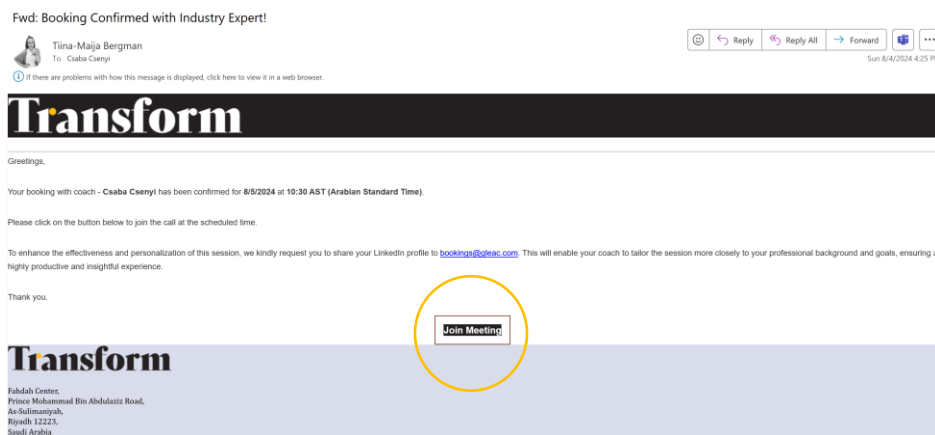 Fwd: Booking Confirmed with Industry Expert!
Tiina-Maija Bergman
To Csaba Csenyi
Reply
Reply All
Forward
Sun 8/4/2024 4:25 P
If there are problems with how this message is displayed, click here to view it in a web browser.
Transform
Greetings,
Your booking with coach - Csaba Csenyi has been confirmed for 8/5/2024 at 10:30 AST (Arabian Standard Time).
Please click on the button below to join the call at the scheduled time.
To enhance the effectiveness and personalization of this session, we kindly request you to share your LinkedIn profile to bookings@gleac.com. This will enable your coach to tailor the session more closely to your professional background and goals, ensuring a
highly productive and insightful experience.
Thank you.
Join Meeting
Transform
Fahdah Center,
Prince Mohammad Bin Abdulaziz Road,
As-Sulimaniyah,
Riyadh 12223,
Saudi Arabia